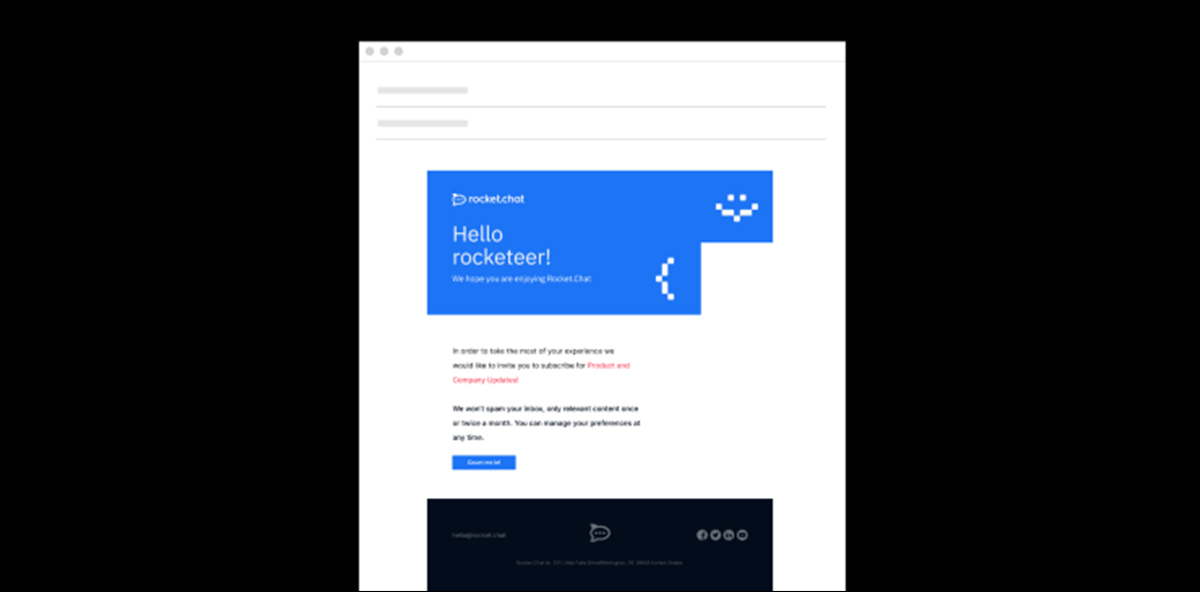 rocket.chat
Hello
rocketeer!
We hope you are enjoying Rocket.Chat
In order to take the most of your experience we
would like to invite you to subscribe for Product and
Company Updates!
We won't spam your inbox, only relevant content once
or twice a month. You can manage your preferences at
any time.
Count me in!
hello@rocket.chat